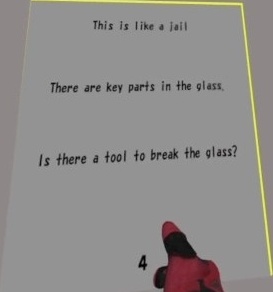 This is like a jail
There are key parts in the glass,
Is there a tool to break the glass?
4